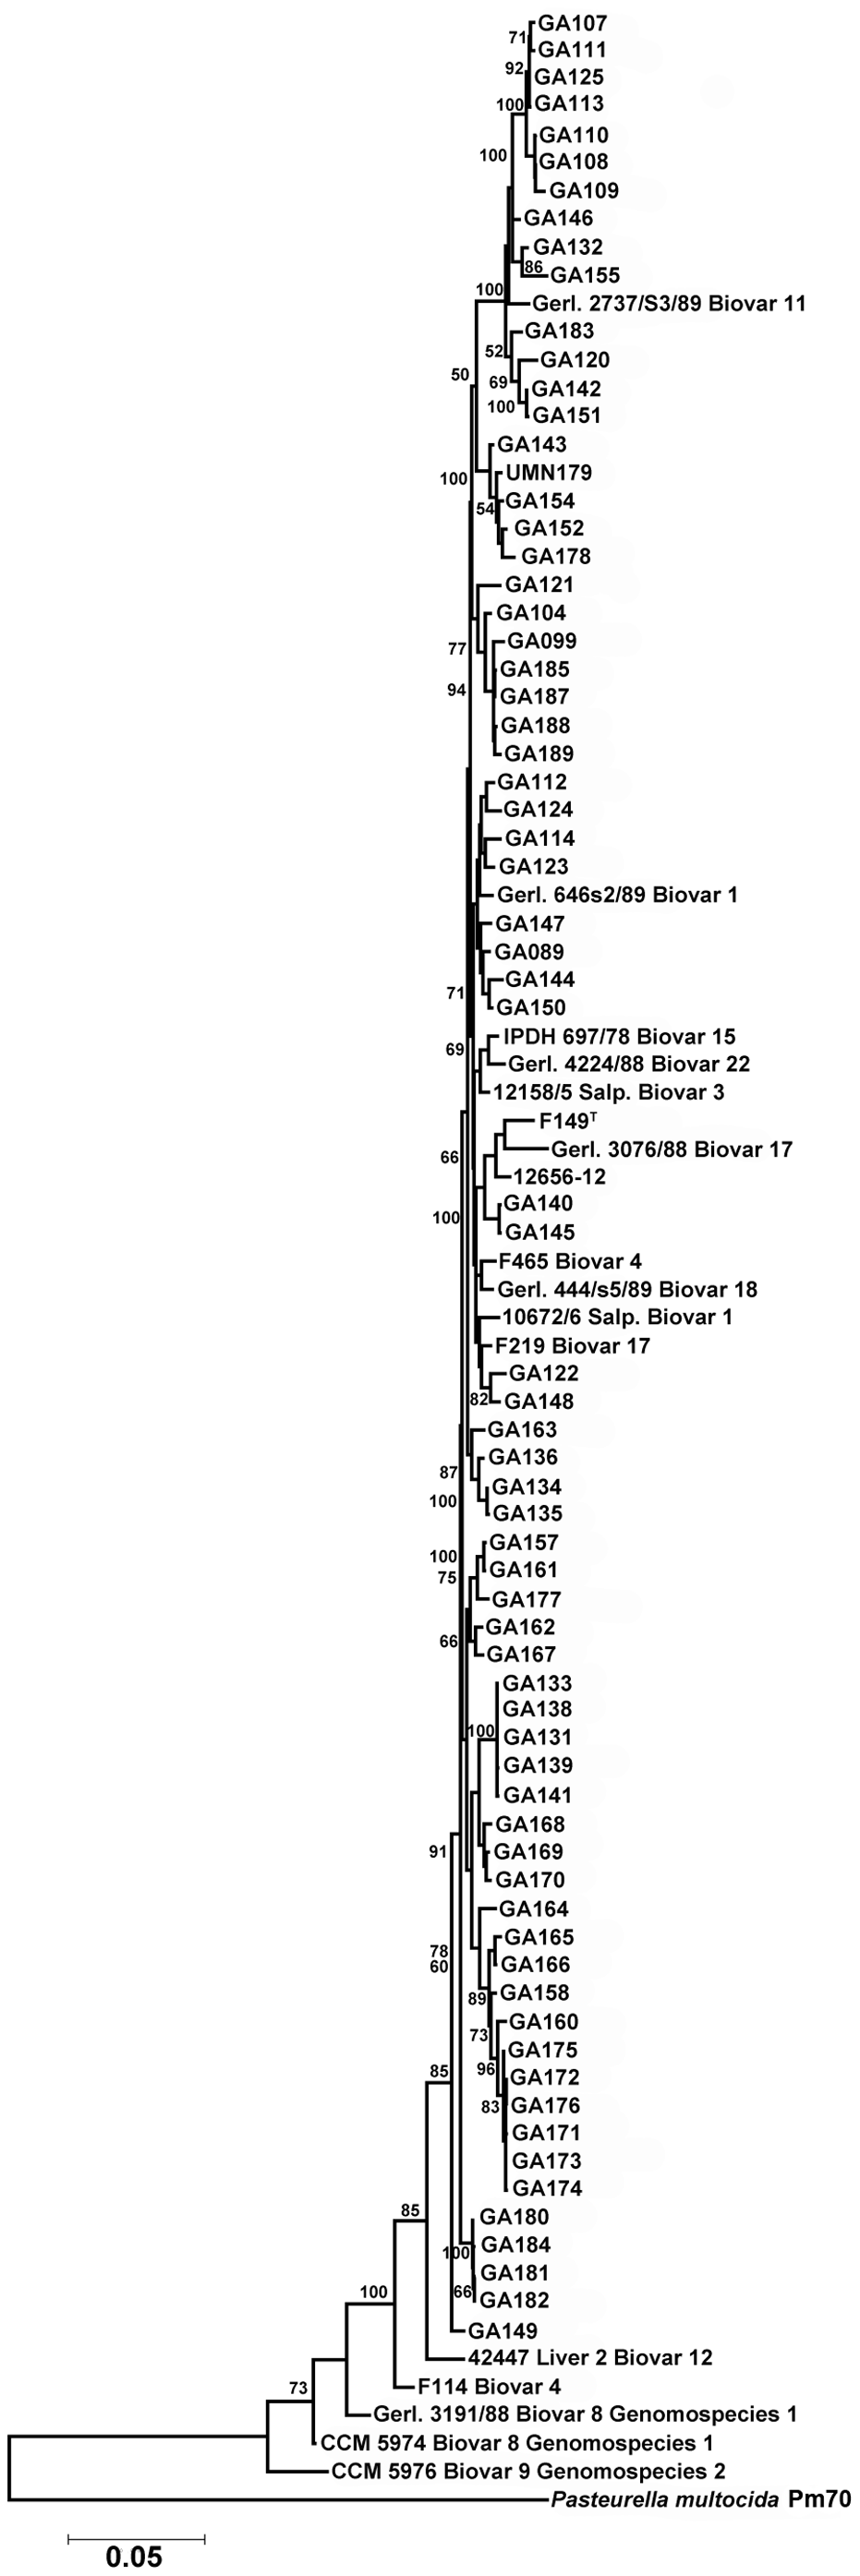 GA107
71
GA111
92
GA125
100
GA113
GA110
100
GA108
GA109
GA146
GA132
86
GA155
100
Gerl. 2737/S3/89 Biovar 11
GA183
52
GA120
50
69
GA142
100
GA151
GA143
100
UMN179
GA154
54
GA152
GA178
GA121
GA104
77
GA099
GA185
94
GA187
GA188
GA189
GA112
GA124
GA114
GA123
Gerl. 646s2/89 Biovar 1
GA147
GA089
GA144
71
GA150
IPDH 697/78 Biovar 15
69
Gerl. 4224/88 Biovar 22
12158/5 Salp. Biovar 3
F149ᵀ
66
Gerl. 3076/88 Biovar 17
12656-12
GA140
100
GA145
F465 Biovar 4
Gerl. 444/s5/89 Biovar 18
10672/6 Salp. Biovar 1
F219 Biovar 17
GA122
82
GA148
GA163
GA136
87
GA134
100
GA135
GA157
100
GA161
75
GA177
GA162
66
GA167
GA133
GA138
100
GA131
GA139
GA141
GA168
91
GA169
GA170
GA164
GA165
78
GA166
60
GA158
89
GA160
73
GA175
96
GA172
85
GA176
83
GA171
GA173
GA174
85
GA180
GA184
100
GA181
100
66
GA182
GA149
42447 Liver 2 Biovar 12
F114 Biovar 4
73
Gerl. 3191/88 Biovar 8 Genomospecies 1
CCM 5974 Biovar 8 Genomospecies 1
CCM 5976 Biovar 9 Genomospecies 2
Pasteurella multocida Pm70
0.05